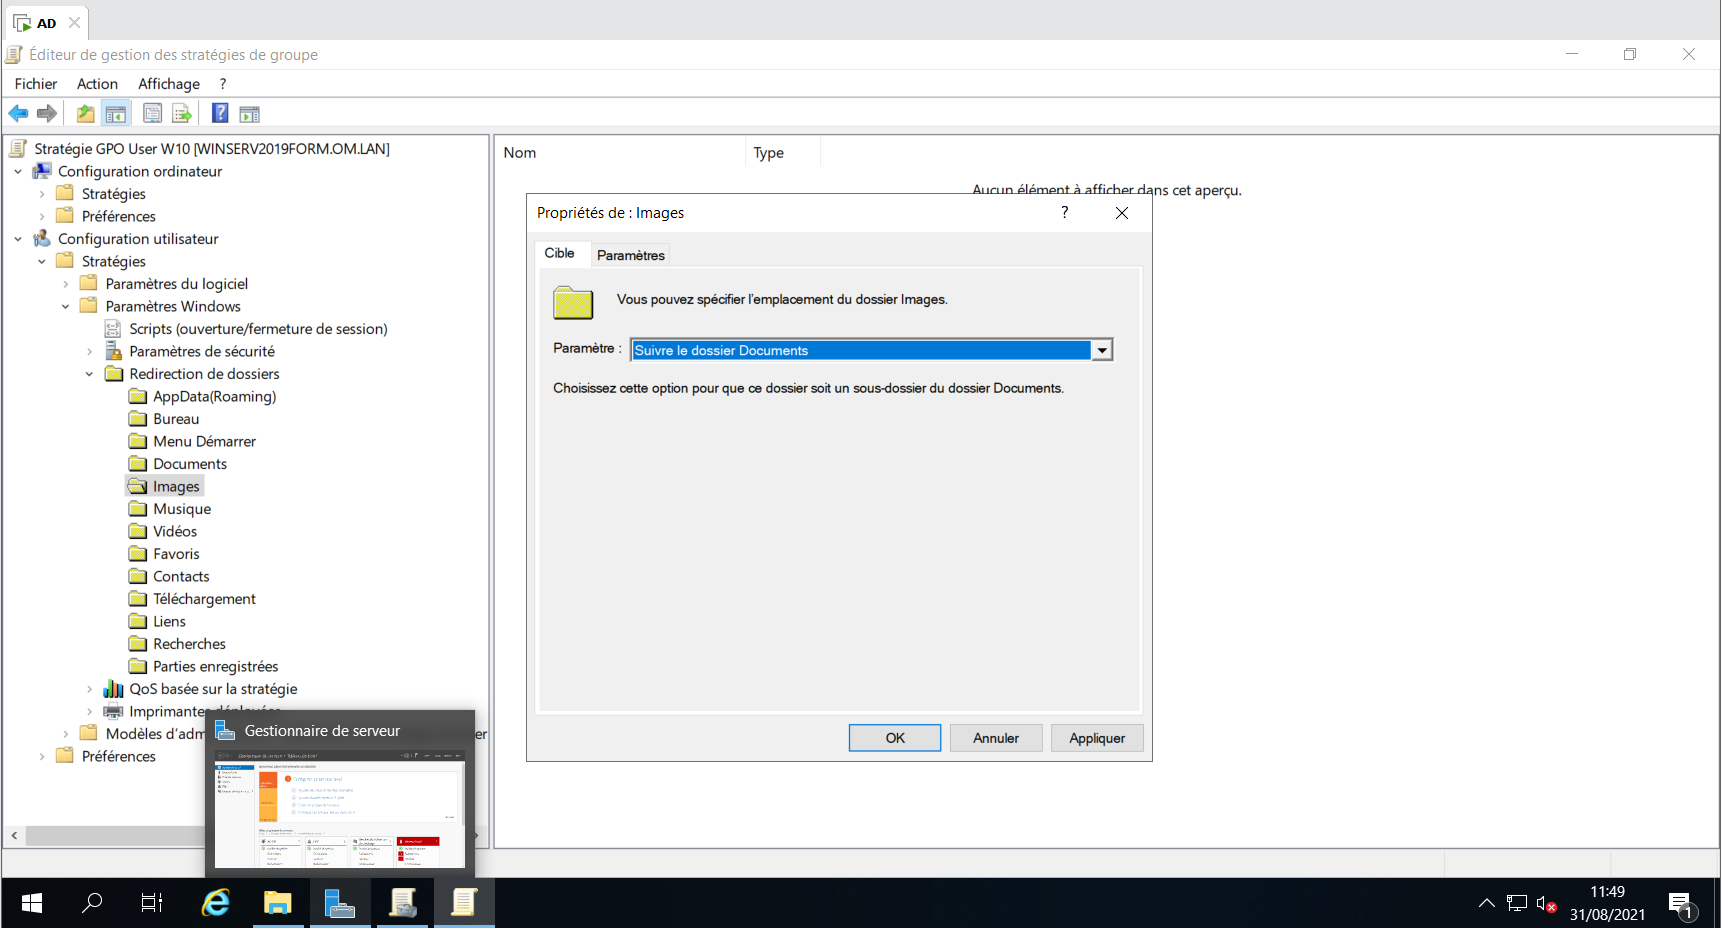 AD
Éditeur de gestion des stratégies de groupe
Fichier Action Affichage ?
Stratégie GPO User W10 [WINSERV2019FORM.OM.LAN]
Configuration ordinateur
Stratégies
Préférences
Configuration utilisateur
Stratégies
Paramètres du logiciel
Paramètres Windows
Scripts (ouverture/fermeture de session)
Paramètres de sécurité
Redirection de dossiers
AppData(Roaming)
Bureau
Menu Démarrer
Documents
Images
Musique
Vidéos
Favoris
Contacts
Téléchargement
Liens
Recherches
Parties enregistrées
QoS basée sur la stratégie
Imprimantes déployées
Modèles d'adm
Préférences
Nom Type
Aucun élément à afficher dans cet aperçu.
Propriétés de : Images ?
Cible Paramètres
Vous pouvez spécifier l'emplacement du dossier Images.
Paramètre : Suivre le dossier Documents
Choisissez cette option pour que ce dossier soit un sous-dossier du dossier Documents.
OK Annuler Appliquer
Gestionnaire de serveur
11:49
31/08/2021
1